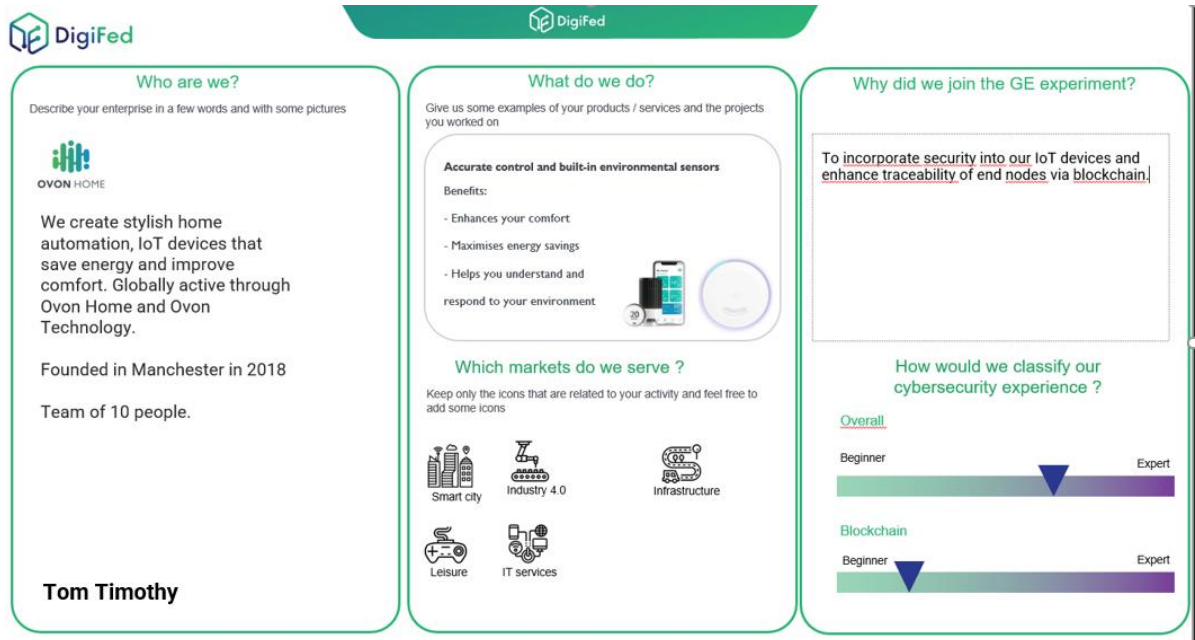 DigiFed
DigiFed
Who are we?
Describe your enterprise in a few words and with some pictures
OVON HOME
We create stylish home
automation, IoT devices that
save energy and improve
comfort. Globally active through
Ovon Home and Ovon
Technology.
Founded in Manchester in 2018
Team of 10 people.
Tom Timothy
What do we do?
Give us some examples of your products / services and the projects
you worked on
Accurate control and built-in environmental sensors
Benefits:
- Enhances your comfort
- Maximises energy savings
- Helps you understand and
respond to your environment
20
Which markets do we serve ?
Keep only the icons that are related to your activity and feel free to
add some icons
Smart city
Industry 4.0
Infrastructure
Leisure
IT services
Why did we join the GE experiment?
To incorporate security into our IoT devices and
enhance traceability of end nodes via blockchain.
How would we classify our
cybersecurity experience ?
Overall
Beginner
Expert
Blockchain
Beginner
Expert